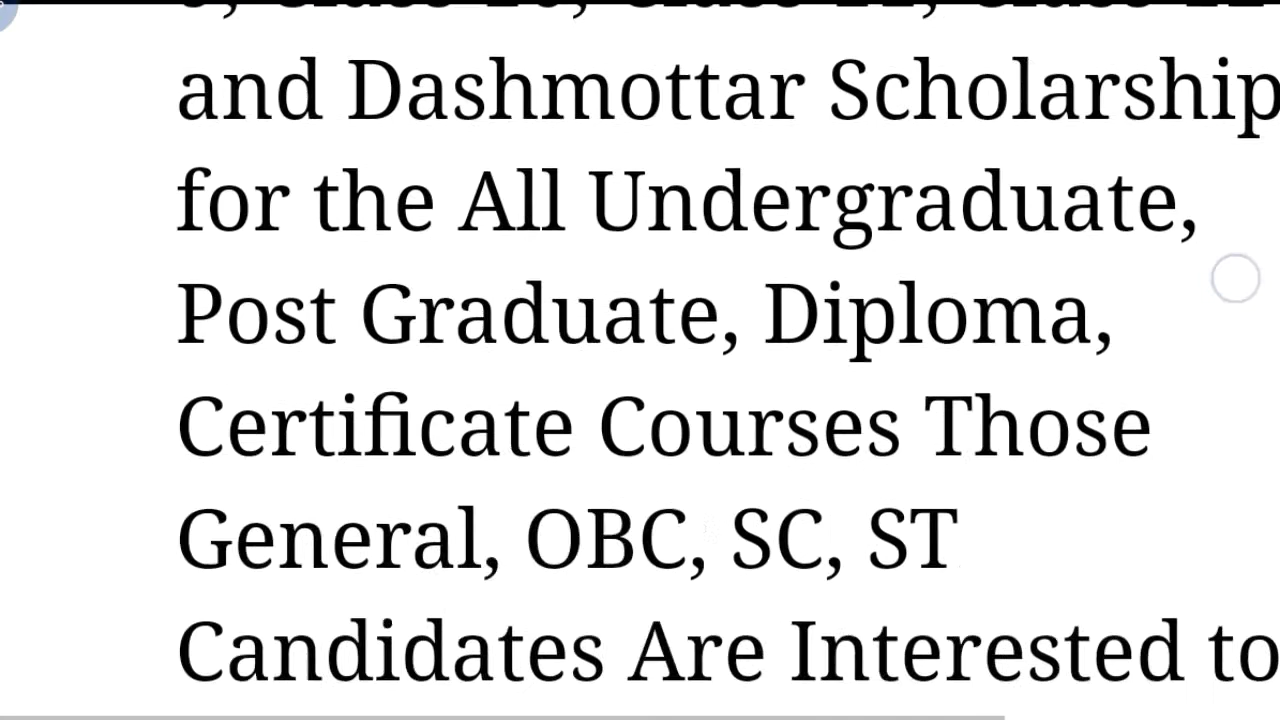 and Dashmottar Scholarship
for the All Undergraduate,
Post Graduate, Diploma,
Certificate Courses Those
General, OBC, SC, ST
Candidates Are Interested to